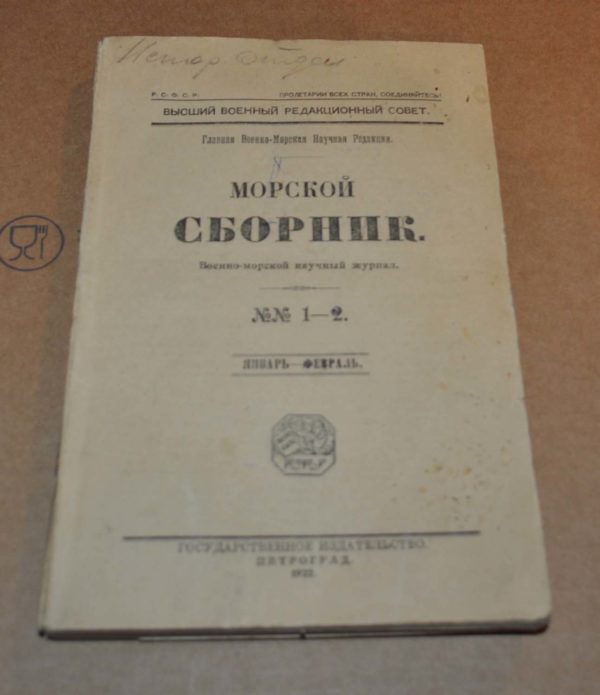 Р. С. Ф. С. Р. ПРОЛЕТАРИИ ВСЕХ СТРАН, СОЕДИНЯЙТЕСЬ!
ВЫСШИЙ ВОЕННЫЙ РЕДАКЦИОННЫЙ СОВЕТ.
Главная Военно-Морская Научная Редакция.
МОРСКОЙ
СБОРНИК.
Военно-морской научный журнал.
№№ 1—2.
ЯНВАРЬ—ФЕВРАЛЬ.
ГОСУДАРСТВЕННОЕ ИЗДАТЕЛЬСТВО.
ПЕТРОГРАД.
1922.